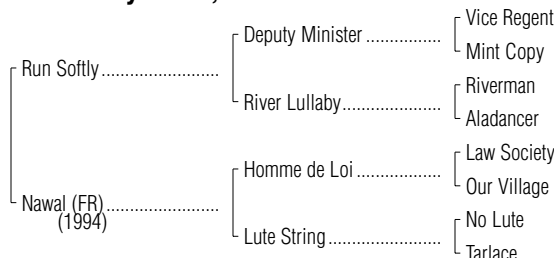 Vice Regent
Deputy Minister ..................
Mint Copy
Run Softly ............................
Riverman
River Lullaby ........................
Aladancer
Law Society
Homme de Loi ....................
Our Village
Nawal (FR) ...........................
(1994)
No Lute
Lute String ...........................
Tarlace